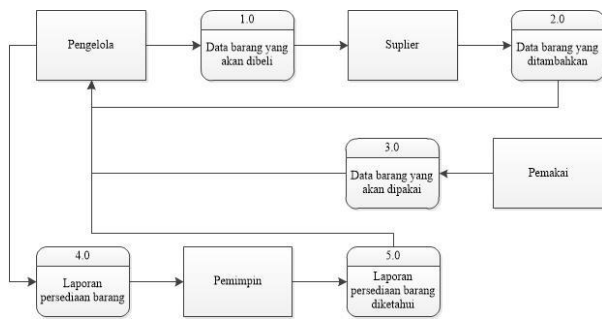 Pengelola
1.0
Data barang yang
akan dibeli
Suplier
2.0
Data barang yang
ditambahkan
3.0
Data barang yang
akan dipakai
Pemakai
4.0
Laporan
persediaan barang
Pemimpin
5.0
Laporan
persediaan barang
diketahui